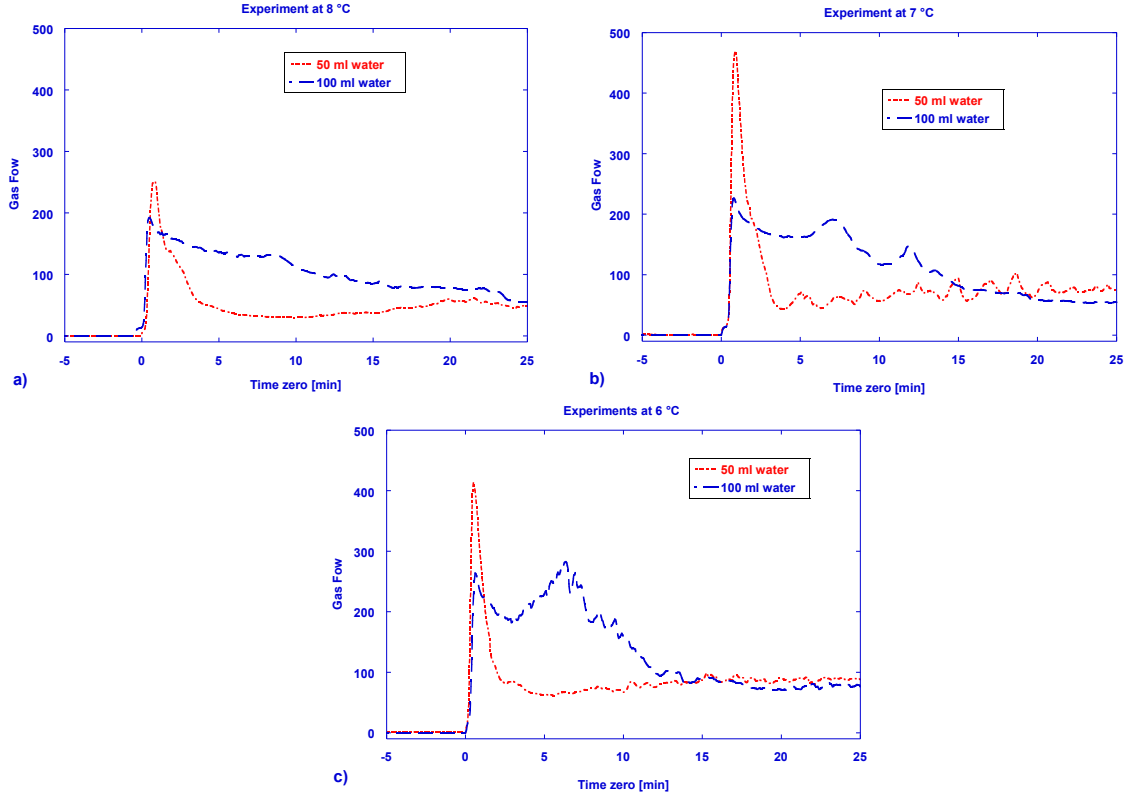 Experiment at 8 °C
500
400
300
200
100
0
Gas Fow
50 ml water
100 ml water
-5 0 5 10 15 20 25
Time zero [min]
a)
Experiment at 7 °C
500
400
300
200
100
0
Gas Fow
50 ml water
100 ml water
-5 0 5 10 15 20 25
Time zero [min]
b)
Experiments at 6 °C
500
400
300
200
100
0
Gas Fow
50 ml water
100 ml water
-5 0 5 10 15 20 25
Time zero [min]
c)